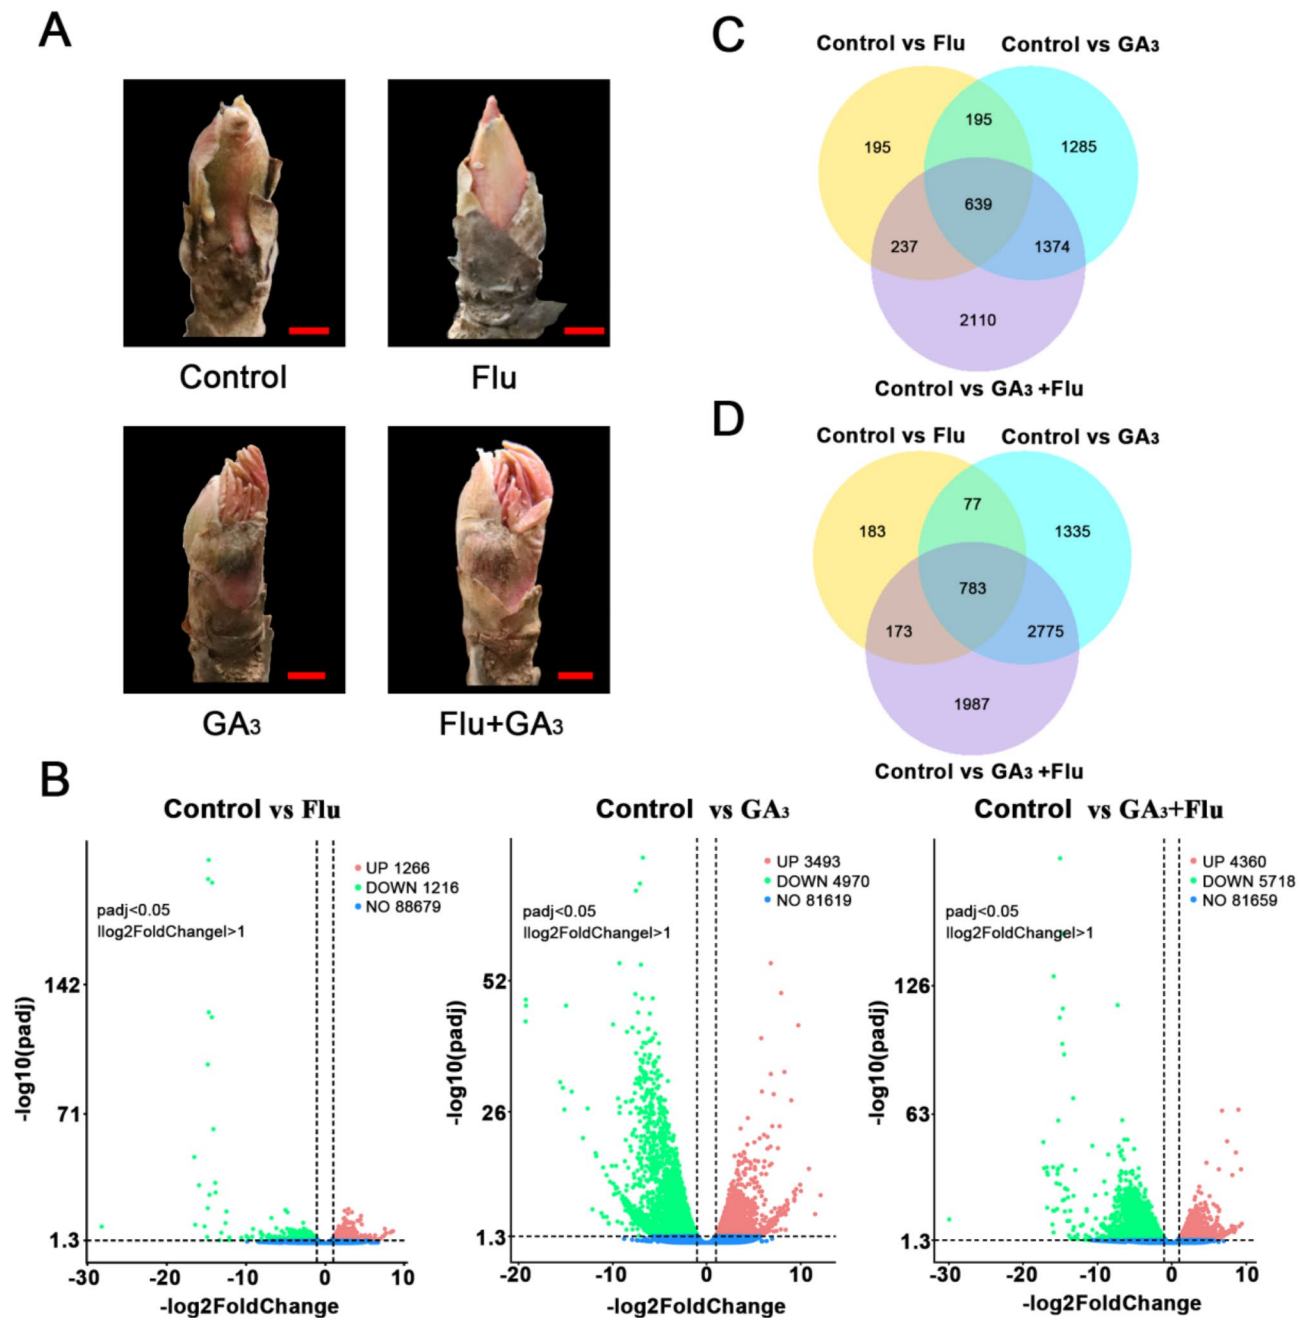 A
Control
Flu
GA3
Flu+GA3
C
Control vs Flu
Control vs GA3
195
195
1285
639
237
1374
2110
Control vs GA3 +Flu
D
Control vs Flu
Control vs GA3
77
183
1335
783
173
2775
1987
Control vs GA3 +Flu
B
Control vs Flu
UP 1266
DOWN 1216
NO 88679
padj<0.05
llog2FoldChangel>1
-log10(padj)
142
71
1.3
-30
-20
-10
0
10
-log2FoldChange
Control vs GA3
UP 3493
DOWN 4970
NO 81619
padj<0.05
llog2FoldChangel>1
-log10(padj)
52
26
1.3
-20
-10
0
10
-log2FoldChange
Control vs GA3+Flu
UP 4360
DOWN 5718
NO 81659
padj<0.05
llog2FoldChangel>1
-log10(padj)
126
63
1.3
-30
-20
-10
0
10
-log2FoldChange